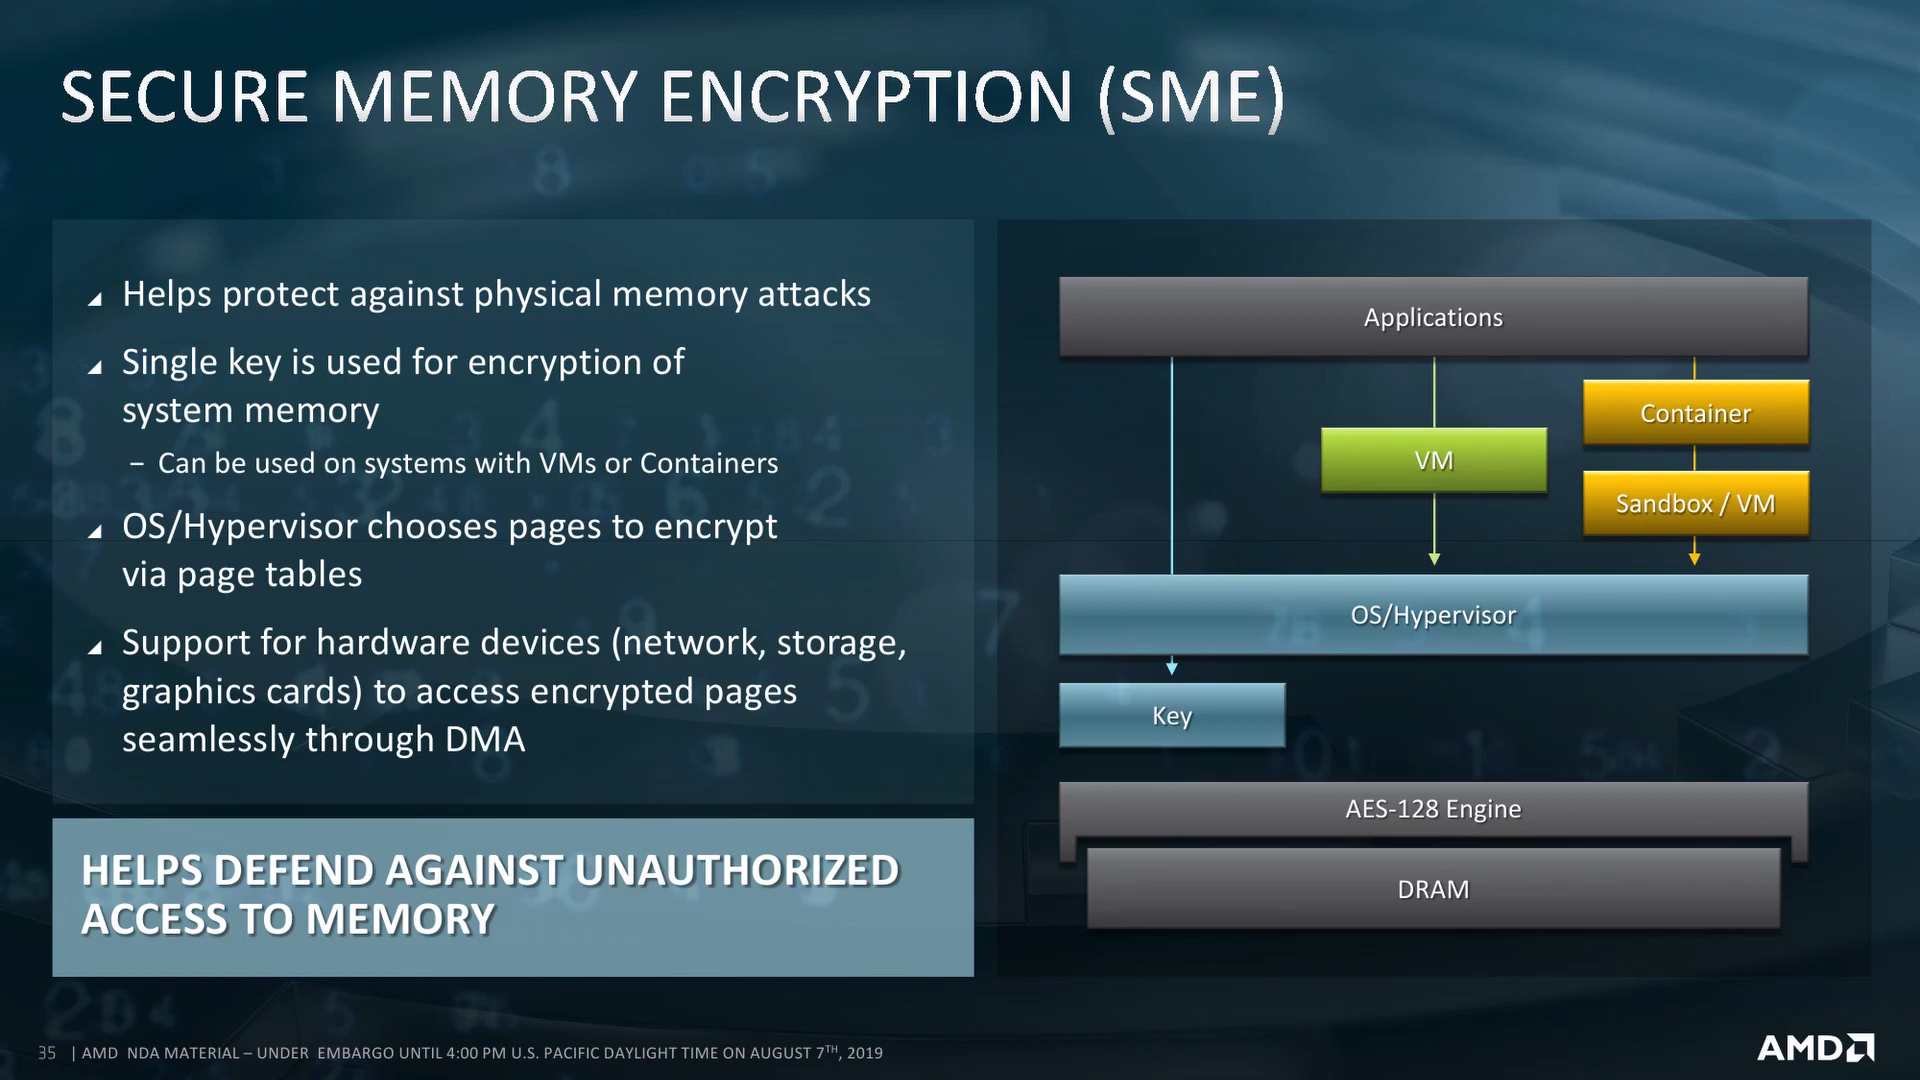 SECURE MEMORY ENCRYPTION (SME)
Helps protect against physical memory attacks
Single key is used for encryption of
system memory
– Can be used on systems with VMs or Containers
OS/Hypervisor chooses pages to encrypt
via page tables
Support for hardware devices (network, storage,
graphics cards) to access encrypted pages
seamlessly through DMA
HELPS DEFEND AGAINST UNAUTHORIZED
ACCESS TO MEMORY
Applications
Container
VM
Sandbox / VM
OS/Hypervisor
Key
AES-128 Engine
DRAM
35 | AMD NDA MATERIAL – UNDER EMBARGO UNTIL 4:00 PM U.S. PACIFIC DAYLIGHT TIME ON AUGUST 7TH, 2019
AMD